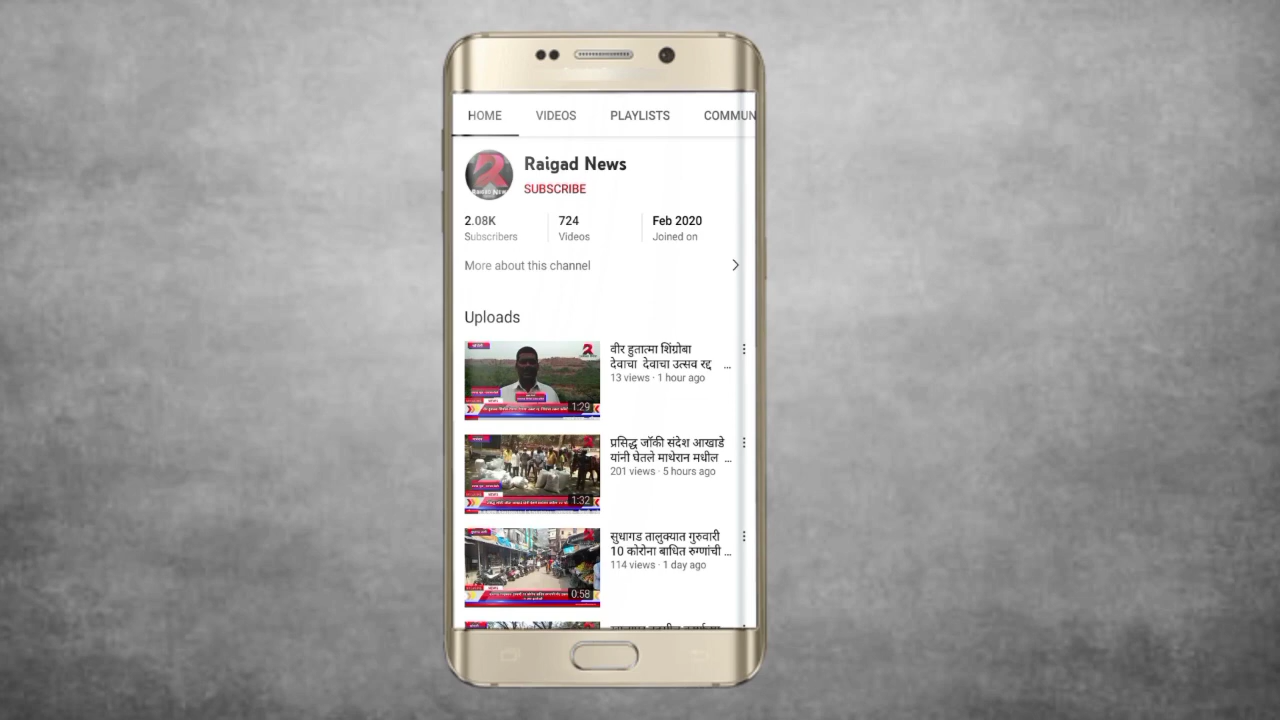 HOME VIDEOS PLAYLISTS COMMUN
Raigad News
SUBSCRIBE
2.08K 724 Feb 2020
Subscribers Videos Joined on
More about this channel
Uploads
वीर हुतात्मा शिंग्रोबा
देवाचा देवाचा उत्सव रद्द ...
13 views · 1 hour ago
1:29
प्रसिद्ध जॉकी संदेश आखाडे
यांनी घेतले माथेरान मधील ...
201 views · 5 hours ago
1:32
सुधागड तालुक्यात गुरुवारी
10 कोरोना बाधित रुग्णांची ...
114 views · 1 day ago
0:58